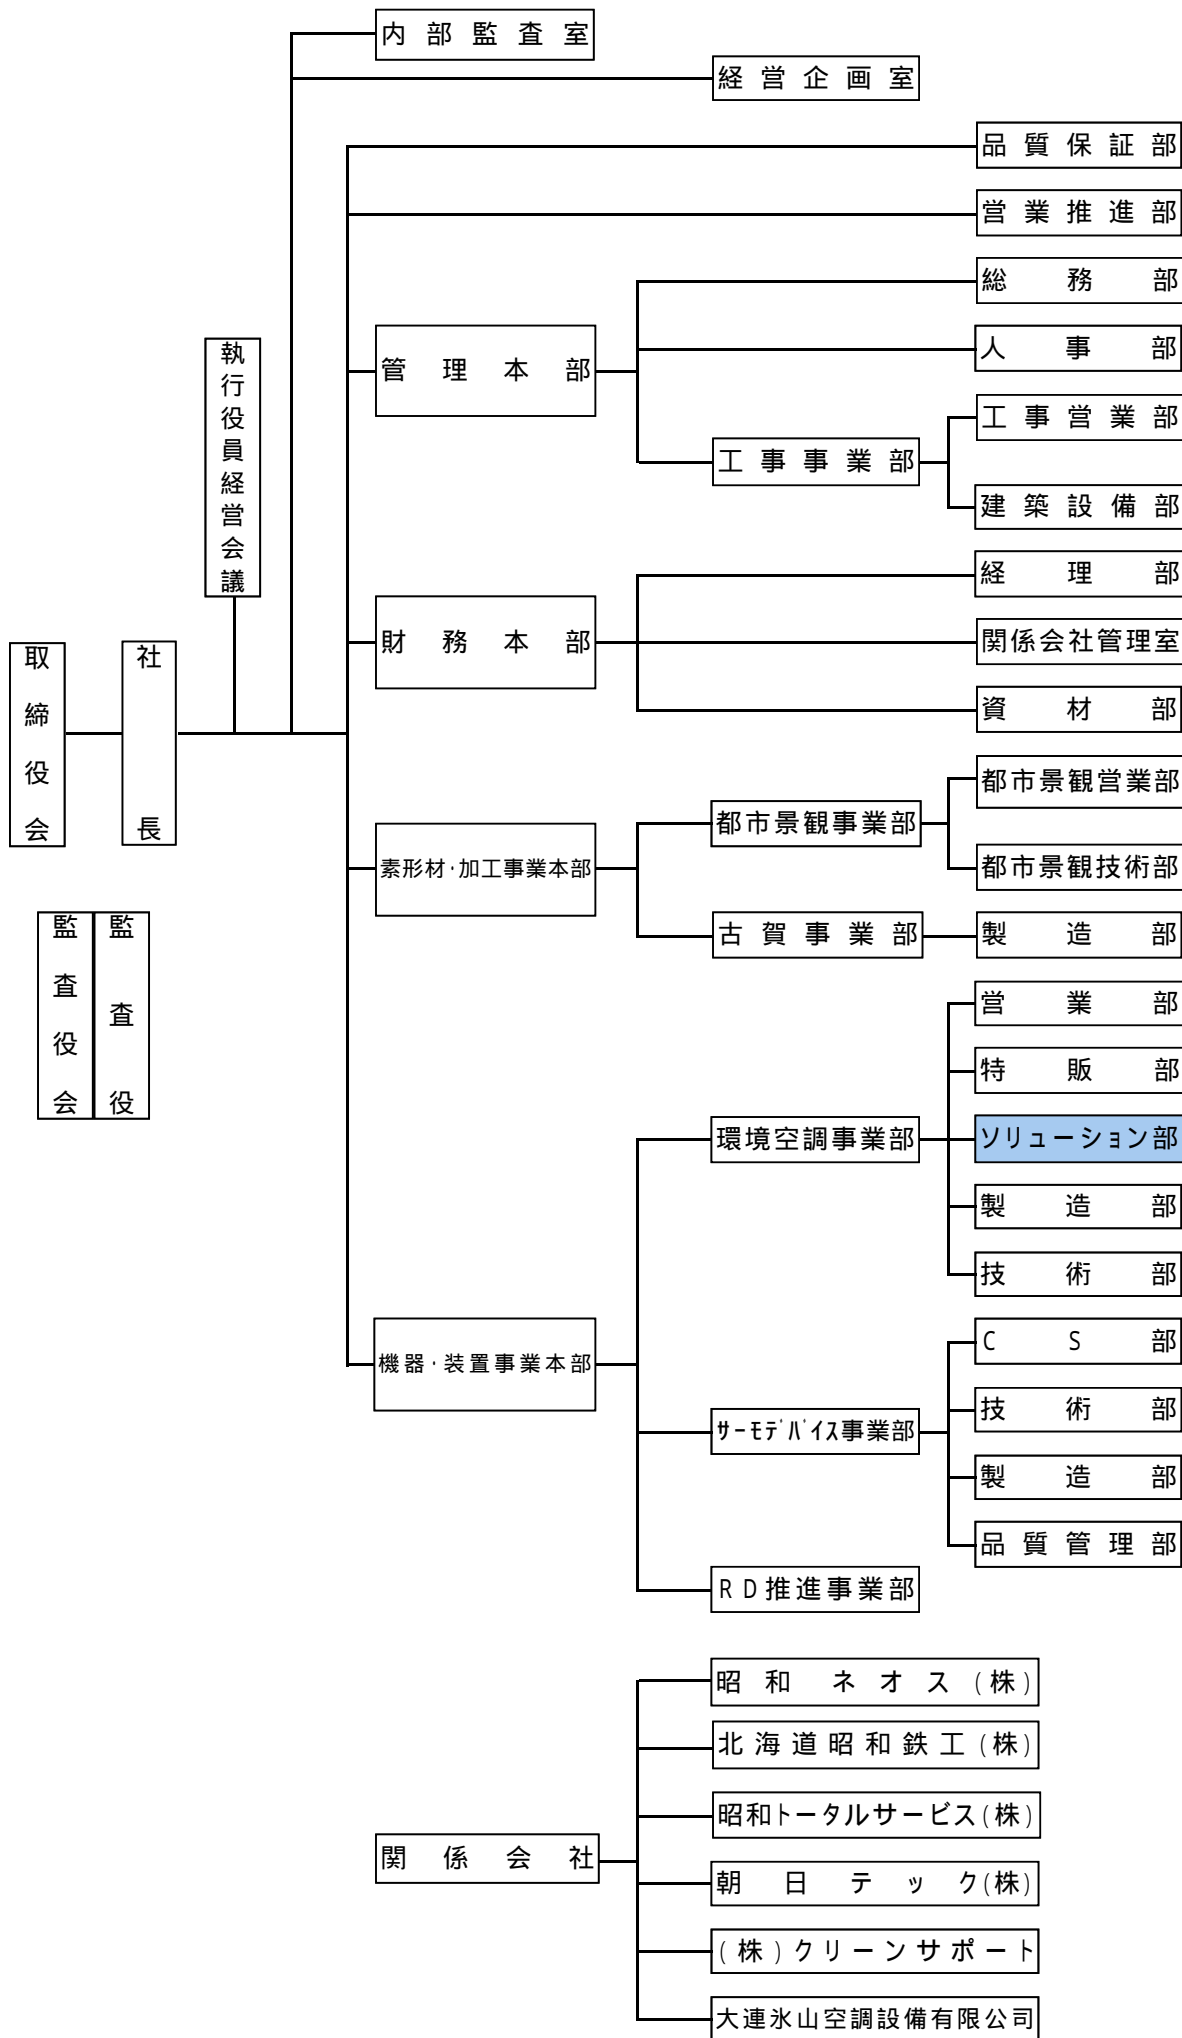 内部監査室
経営企画室
品質保証部
営業推進部
総務部
執行役員経営会議
管理本部
人事部
工事営業部
工事事業部
建築設備部
経理部
財務本部
関係会社管理室
資材部
取締役会
社長
都市景観営業部
都市景観事業部
素形材・加工事業本部
都市景観技術部
古賀事業部
製造部
監査役会
監査役
営業部
特販部
環境空調事業部
ソリューション部
製造部
技術部
機器・装置事業本部
CS部
技術部
サーモデバイス事業部
製造部
品質管理部
RD推進事業部
昭和ネオス(株)
北海道昭和鉄工(株)
昭和トータルサービス(株)
関係会社
朝日テック(株)
(株)クリーンサポート
大連氷山空調設備有限公司